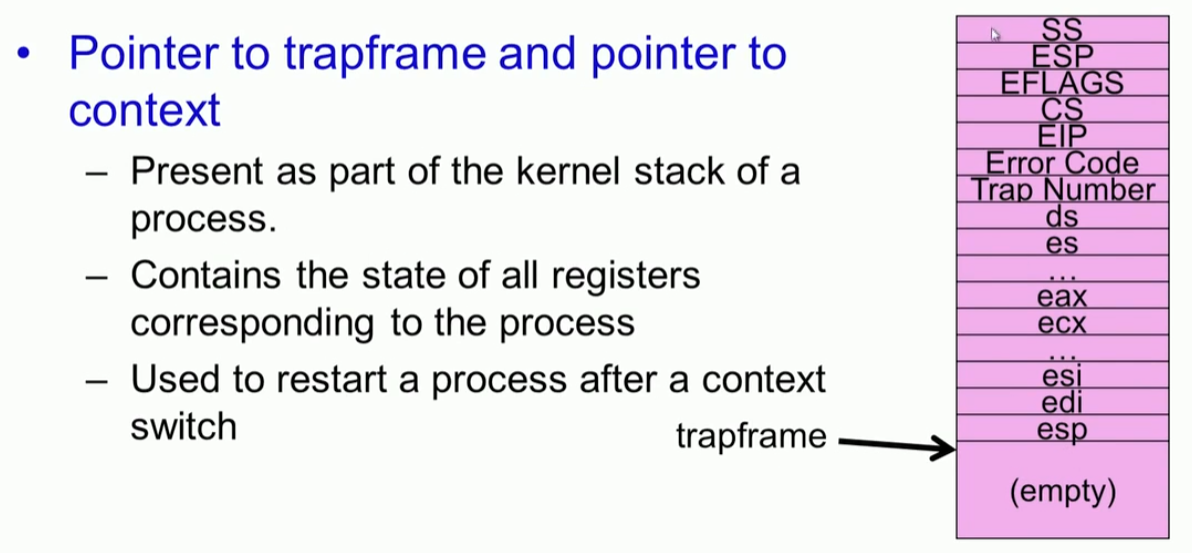 • Pointer to trapframe and pointer to
context
– Present as part of the kernel stack of a
process.
– Contains the state of all registers
corresponding to the process
– Used to restart a process after a context
switch
trapframe
SS
ESP
EFLAGS
CS
EIP
Error Code
Trap Number
ds
es
...
eax
ecx
...
esi
edi
esp
(empty)